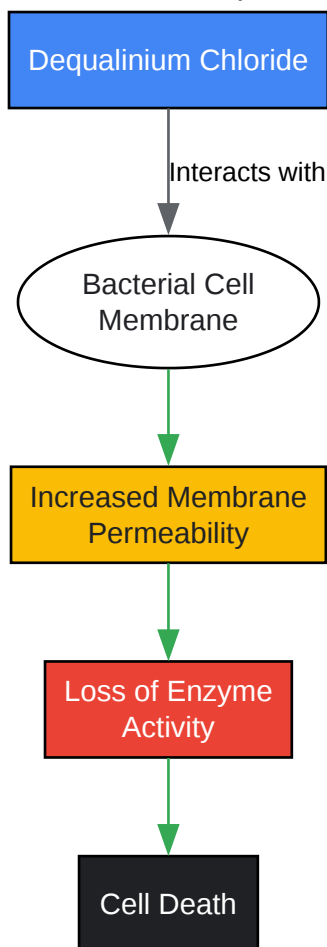 Dequalinium Chloride
Interacts with
Bacterial Cell
Membrane
Increased Membrane
Permeability
Loss of Enzyme
Activity
Cell Death